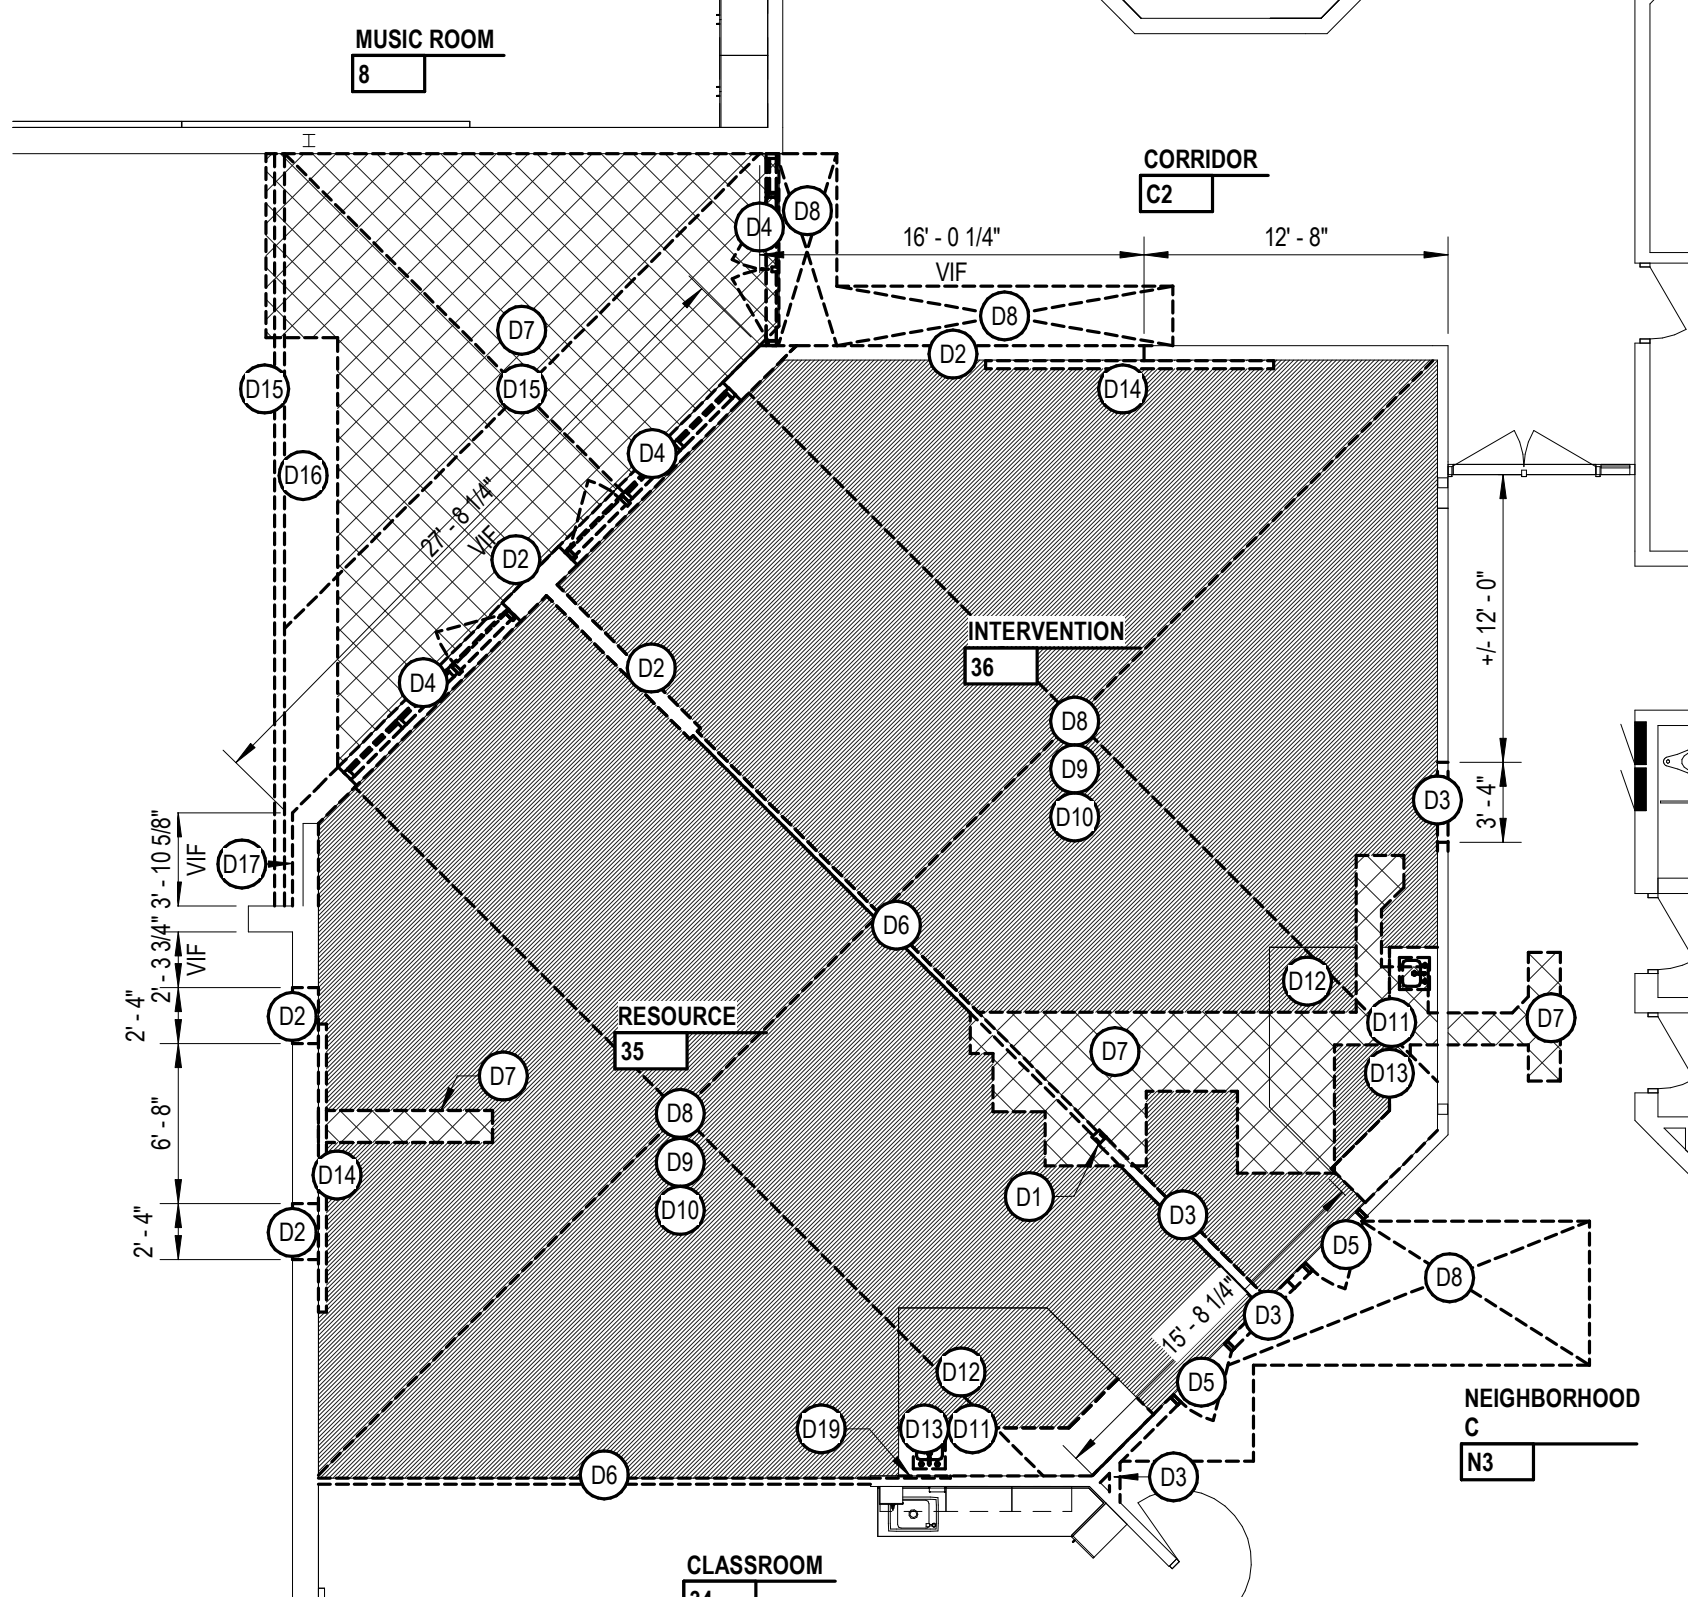 MUSIC ROOM
8
CORRIDOR
C2
D4
D8
16' - 0 1/4"
VIF
12' - 8"
D8
D7
D2
D15
D15
D14
D4
D16
27' - 8 1/4"
VIF
D2
+/- 12' - 0"
INTERVENTION
36
D2
D4
D8
D9
D10
D3
3' - 4"
3' - 10 5/8"
VIF
D17
D6
2' - 3 3/4"
VIF
D12
2' - 4"
D2
RESOURCE
35
D11
D7
D7
D7
D13
6' - 8"
D8
D9
D10
D14
D1
D3
2' - 4"
D2
D5
D8
D3
15' - 8 1/4"
D12
D5
NEIGHBORHOOD
C
N3
D19
D13
D11
D6
D3
CLASSROOM